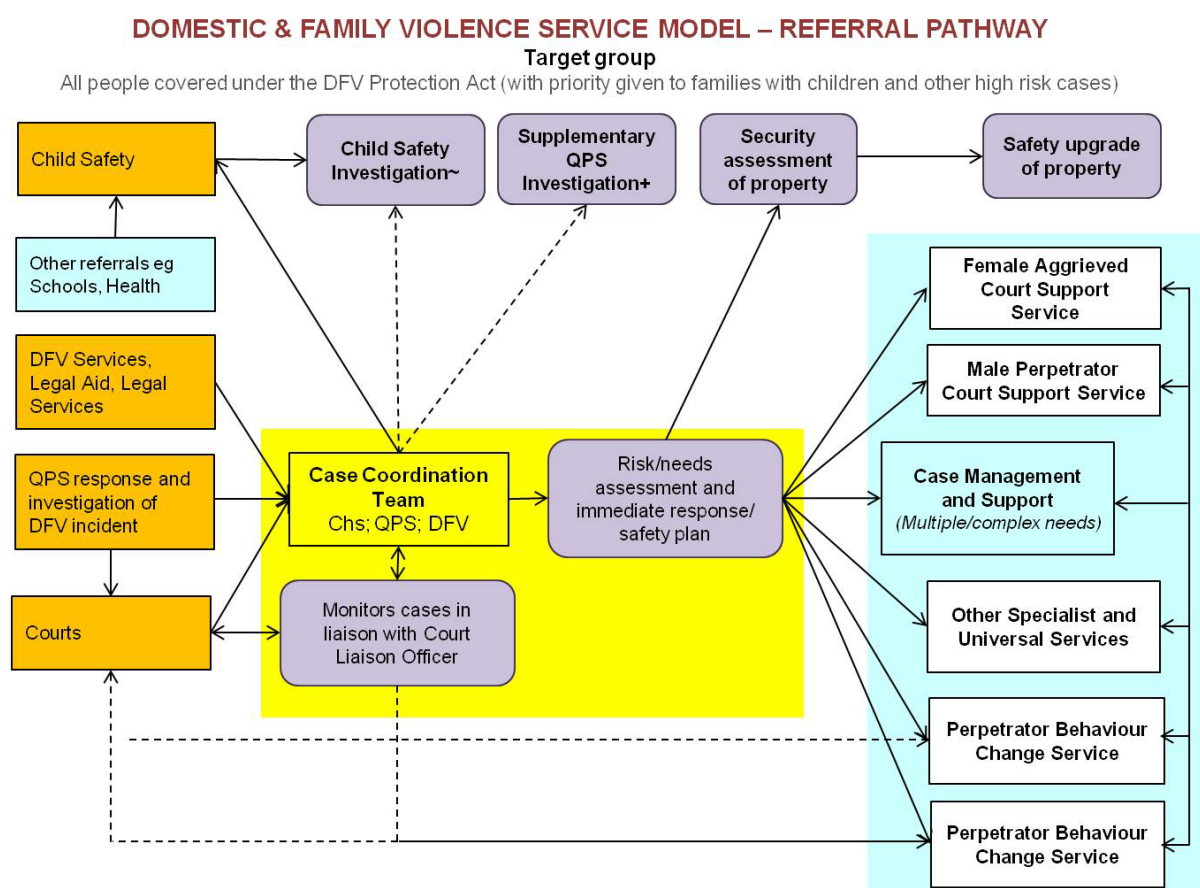 DOMESTIC & FAMILY VIOLENCE SERVICE MODEL – REFERRAL PATHWAY
Target group
All people covered under the DFV Protection Act (with priority given to families with children and other high risk cases)
Child Safety
Child Safety
Investigation~
Supplementary
QPS
Investigation+
Security
assessment
of property
Safety upgrade
of property
Other referrals eg
Schools, Health
DFV Services,
Legal Aid, Legal
Services
QPS response and
investigation of
DFV incident
Courts
Case Coordination
Team
Chs; QPS; DFV
Monitors cases in
liaison with Court
Liaison Officer
Risk/needs
assessment and
immediate response/
safety plan
Female Aggrieved
Court Support
Service
Male Perpetrator
Court Support Service
Case Management
and Support
(Multiple/complex needs)
Other Specialist and
Universal Services
Perpetrator Behaviour
Change Service
Perpetrator Behaviour
Change Service